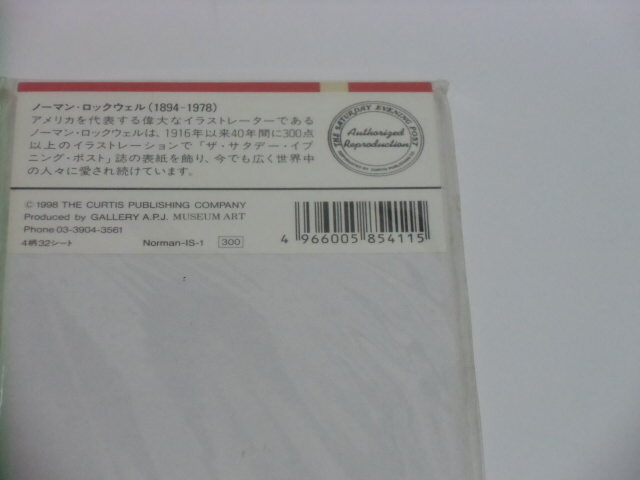 ノーマン・ロックウェル(1894-1978)
アメリカを代表する偉大なイラストレーターである
ノーマン・ロックウェルは、1916年以来40年間に300点
以上のイラストレーションで「ザ・サタデー・イブ
ニング・ポスト」誌の表紙を飾り、今でも広く世界中
の人々に愛され続けています。
THE SATURDAY EVENING POST
Authorized
Reproduction
© 1998 THE CURTIS PUBLISHING COMPANY
Produced by GALLERY A.P.J. MUSEUM ART
Phone 03-3904-3561
4柄32シート Norman-IS-1 300
4 966005 854115